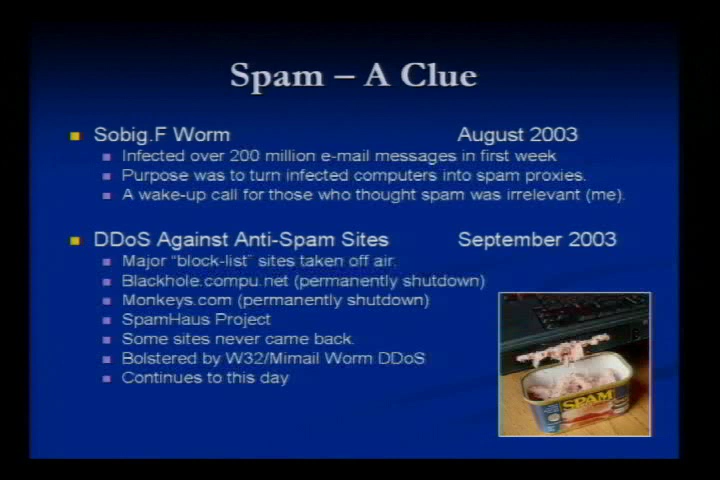 Spam – A Clue
Sobig.F Worm August 2003
Infected over 200 million e-mail messages in first week
Purpose was to turn infected computers into spam proxies.
A wake-up call for those who thought spam was irrelevant (me).
DDoS Against Anti-Spam Sites September 2003
Major “block-list” sites taken off air.
Blackhole.compu.net (permanently shutdown)
Monkeys.com (permanently shutdown)
SpamHaus Project
Some sites never came back.
Bolstered by W32/Mimail Worm DDoS
Continues to this day
SPAM